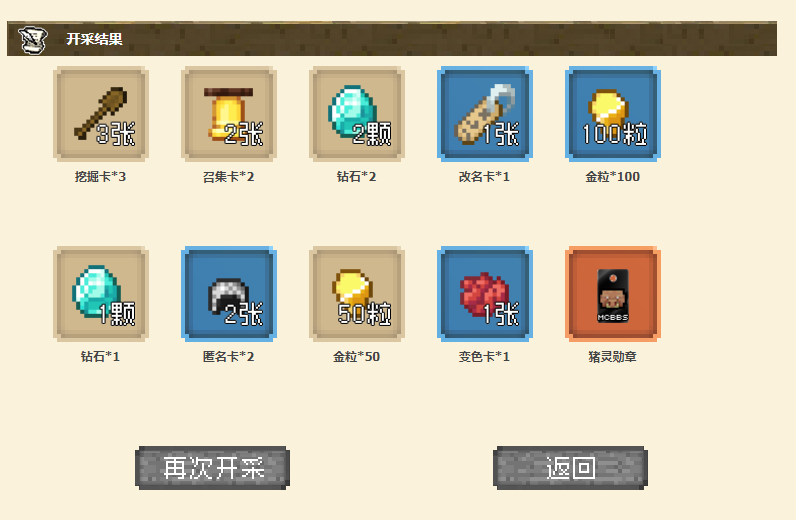 开采结果
3张
2张
2颗
1张
100粒
挖掘卡*3
召集卡*2
钻石*2
改名卡*1
金粒*100
1颗
2张
50粒
1张
MCBBS
钻石*1
匿名卡*2
金粒*50
变色卡*1
猪灵勋章
再次开采
返回